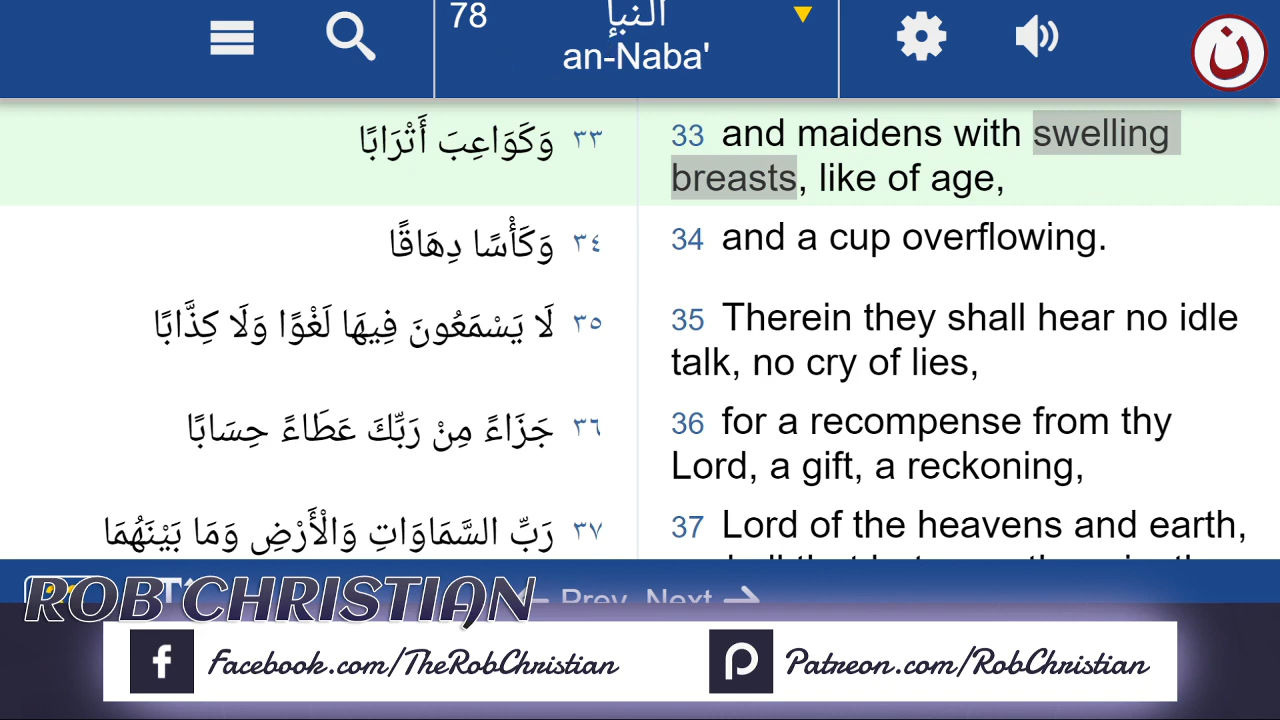 78
النبإ
an-Naba'
ن
وَكَوَاعِبَ أَتْرَابًا ٣٣
33 and maidens with swelling
breasts, like of age,
وَكَأْسًا دِهَاقًا ٣٤
34 and a cup overflowing.
لَا يَسْمَعُونَ فِيهَا لَغْوًا وَلَا كِذَّابًا ٣٥
35 Therein they shall hear no idle
talk, no cry of lies,
جَزَاءً مِنْ رَبِّكَ عَطَاءً حِسَابًا ٣٦
36 for a recompense from thy
Lord, a gift, a reckoning,
رَبِّ السَّمَاوَاتِ وَالْأَرْضِ وَمَا بَيْنَهُمَا ٣٧
37 Lord of the heavens and earth,
← Prev Next →
ROB CHRISTIAN
Facebook.com/TheRobChristian
Patreon.com/RobChristian